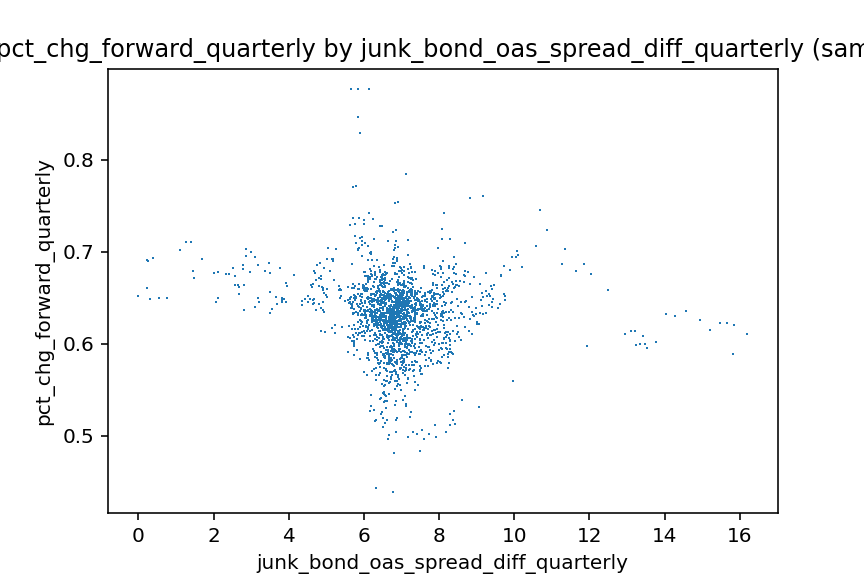 pct_chg_forward_quarterly by junk_bond_oas_spread_diff_quarterly (sam
pct_chg_forward_quarterly
0.8
0.7
0.6
0.5
0 2 4 6 8 10 12 14 16
junk_bond_oas_spread_diff_quarterly